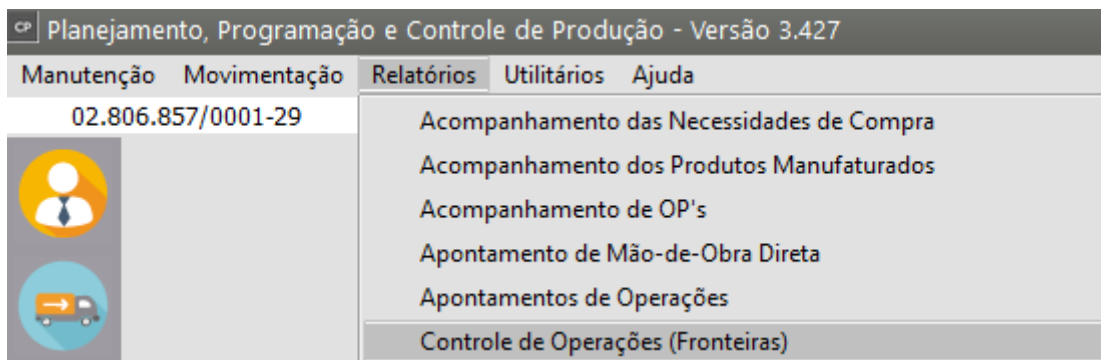 CP Planejamento, Programação e Controle de Produção - Versão 3.427
Manutenção Movimentação Relatórios Utilitários Ajuda
02.806.857/0001-29
Acompanhamento das Necessidades de Compra
Acompanhamento dos Produtos Manufaturados
Acompanhamento de OP's
Apontamento de Mão-de-Obra Direta
Apontamentos de Operações
Controle de Operações (Fronteiras)